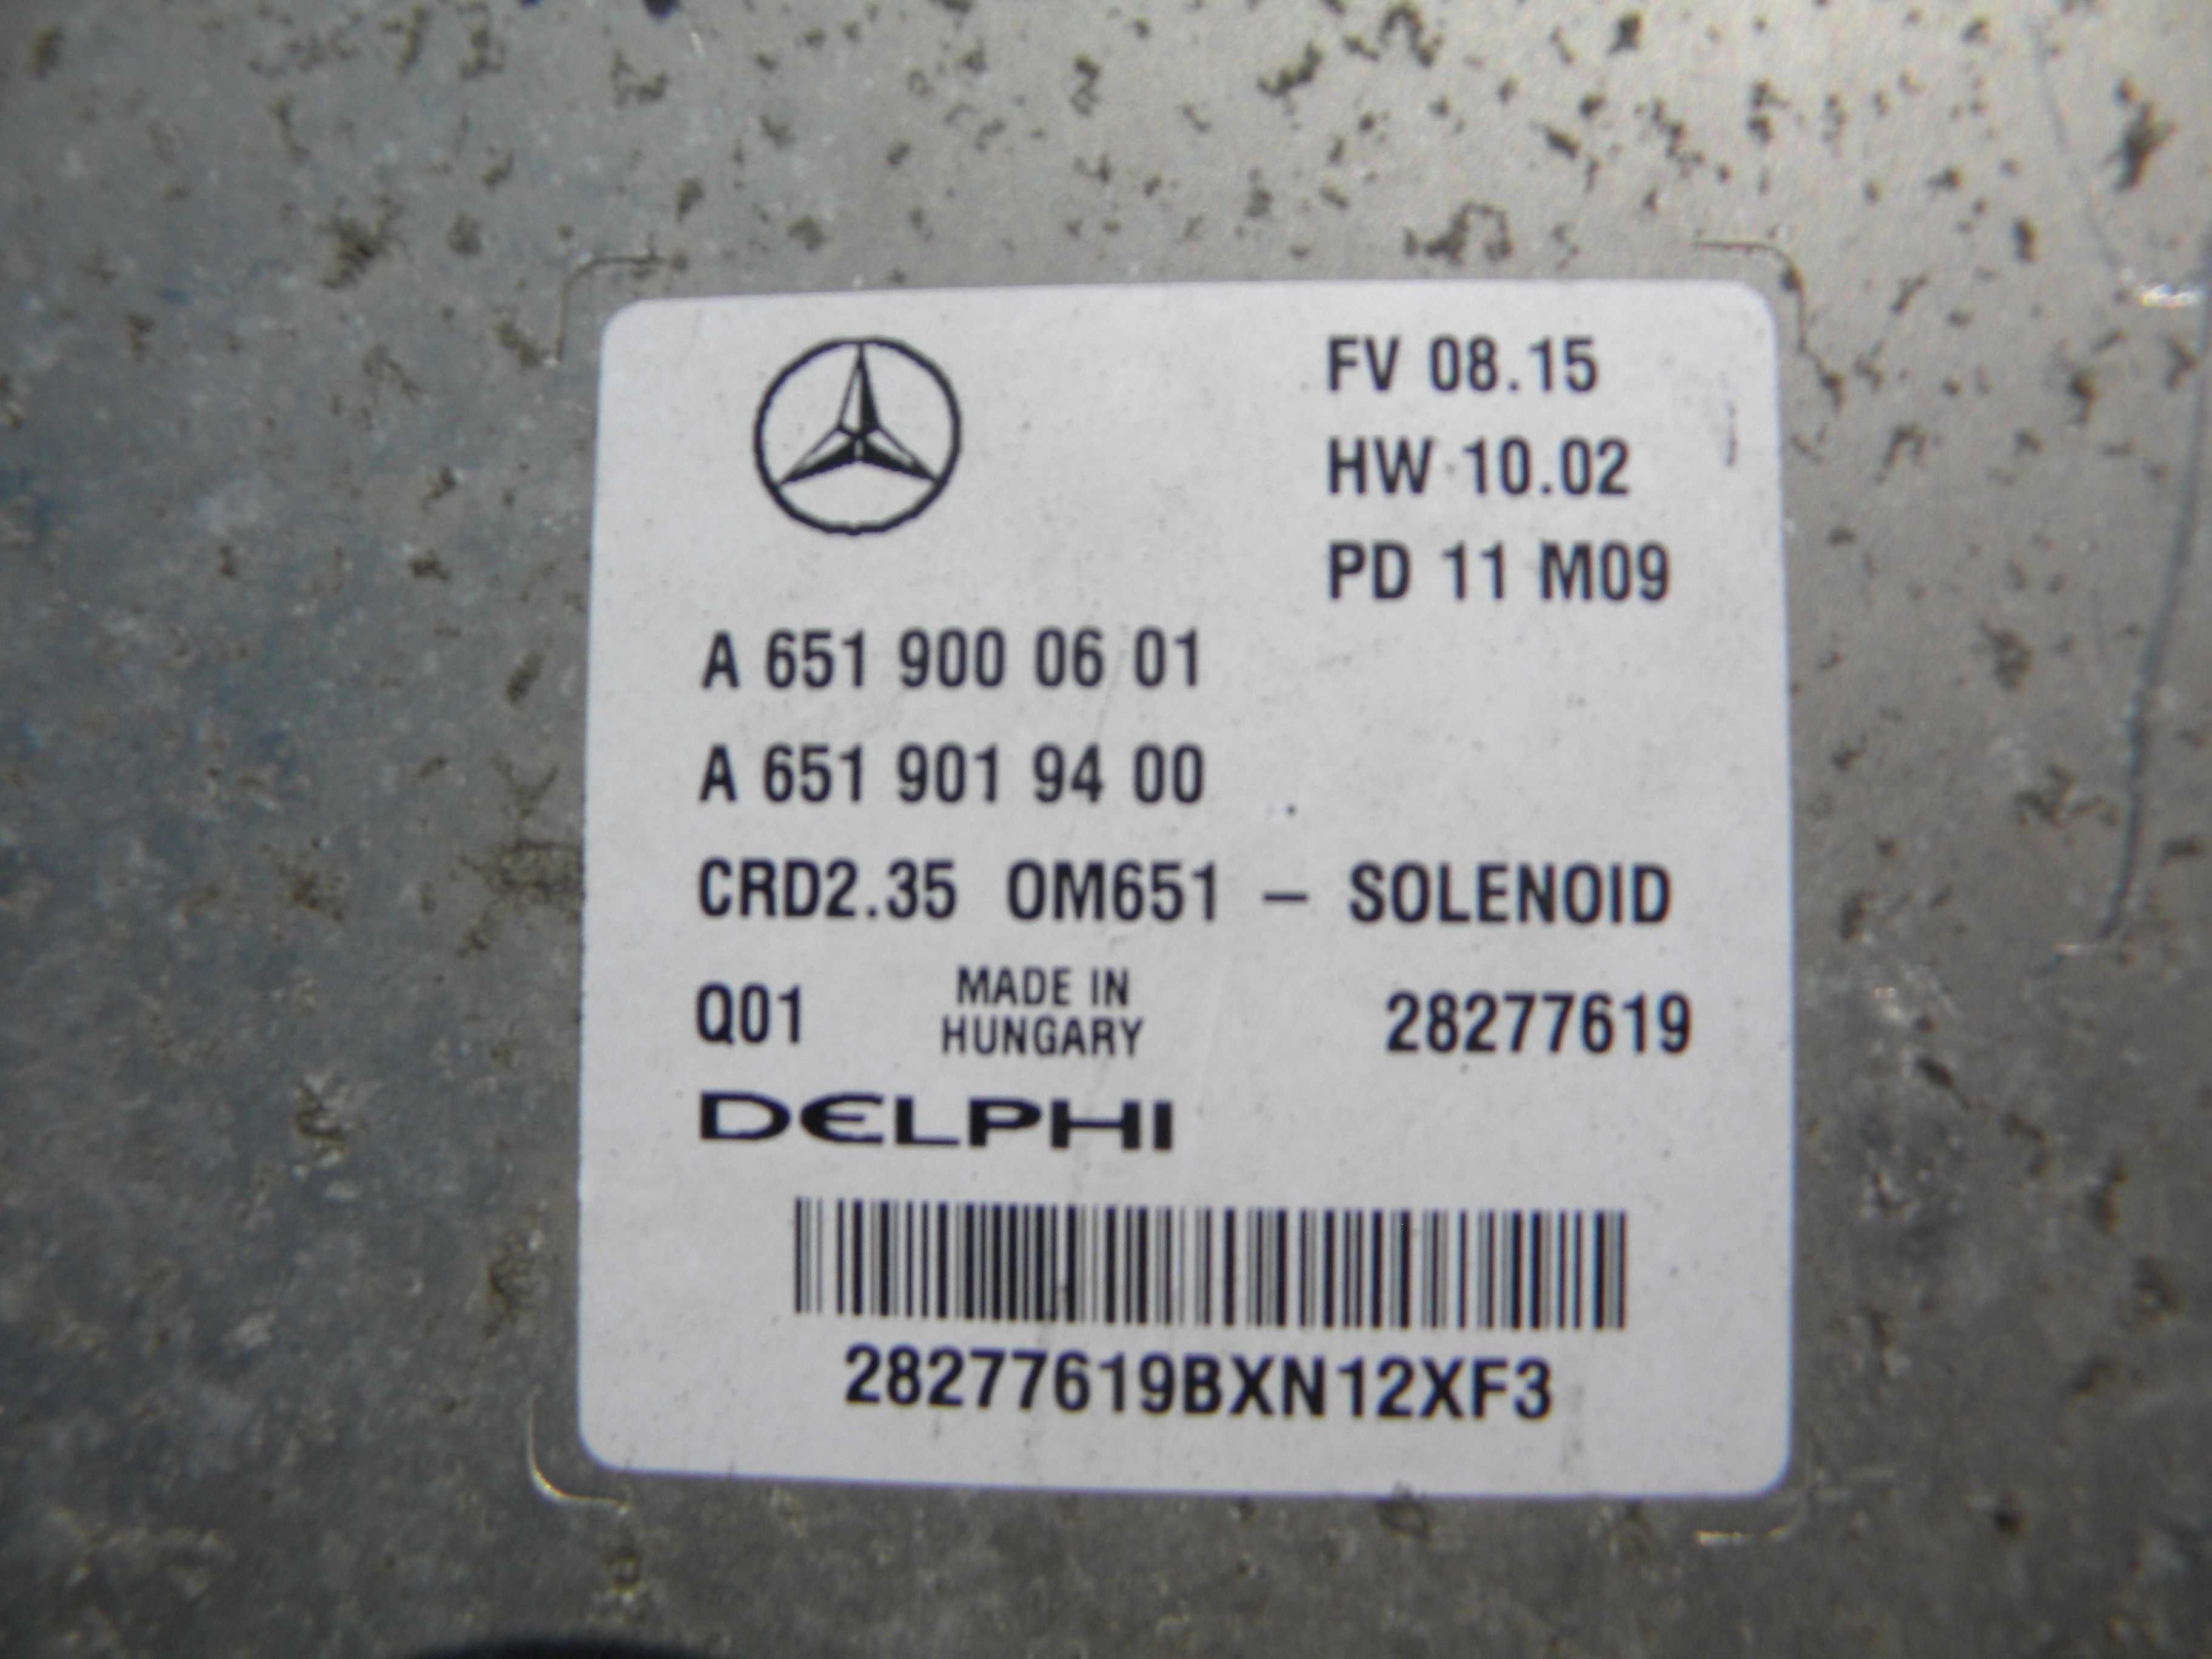 FV 08.15
HW 10.02
PD 11 M09
A 651 900 06 01
A 651 901 94 00
CRD2.35 OM651 – SOLENOID
Q01 MADE IN HUNGARY 28277619
DELPHI
28277619BXN12XF3